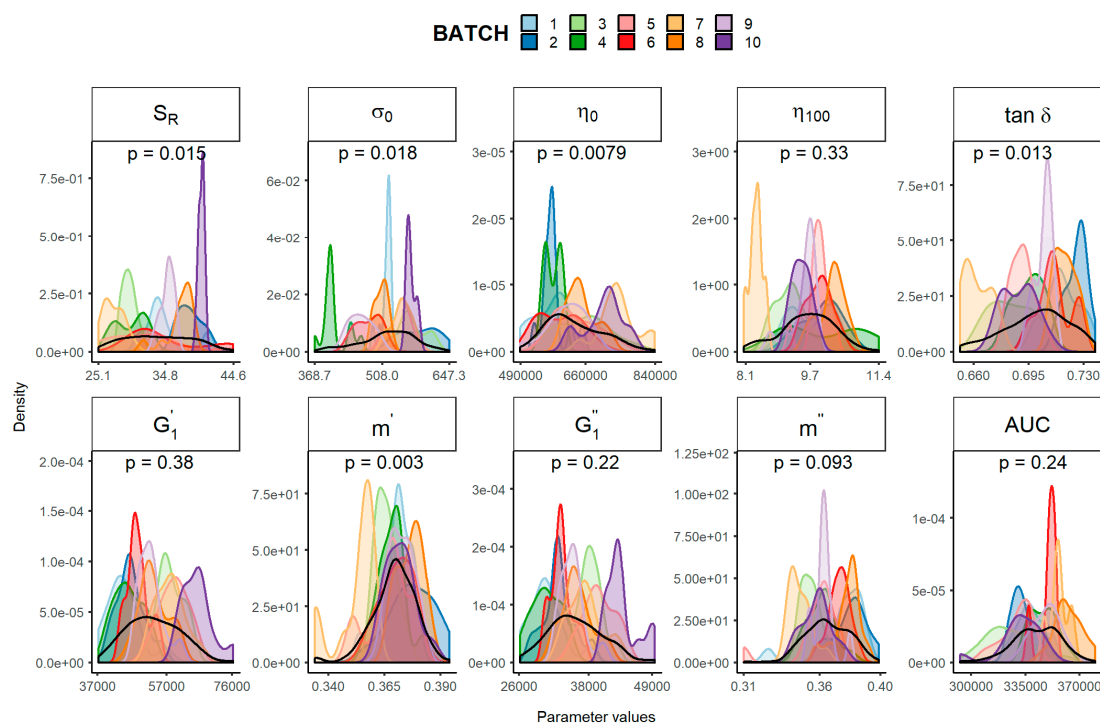 BATCH 1 3 5 7 9
2 4 6 8 10
S_R σ_0 η_0 η_100 tan δ
p = 0.015 p = 0.018 p = 0.0079 p = 0.33 p = 0.013
7.5e-01 5.0e-01 2.5e-01 0.0e+00
6e-02 4e-02 2e-02 0e+00
3e-05 2e-05 1e-05 0e+00
3e+00 2e+00 1e+00 0e+00
7.5e+01 5.0e+01 2.5e+01 0.0e+00
25.1 34.8 44.6 368.7 508.0 647.3 490000 660000 840000 8.1 9.7 11.4 0.660 0.695 0.730
Density
G'_1 m' G"_1 m" AUC
p = 0.38 p = 0.003 p = 0.22 p = 0.093 p = 0.24
2.0e-04 1.5e-04 1.0e-04 5.0e-05 0.0e+00
7.5e+01 5.0e+01 2.5e+01 0.0e+00
3e-04 2e-04 1e-04 0e+00
1.25e+02 1.00e+02 7.50e+01 5.00e+01 2.50e+01 0.00e+00
1e-04 5e-05 0e+00
37000 57000 76000 0.340 0.365 0.390 26000 38000 49000 0.31 0.36 0.40 300000 335000 370000
Parameter values